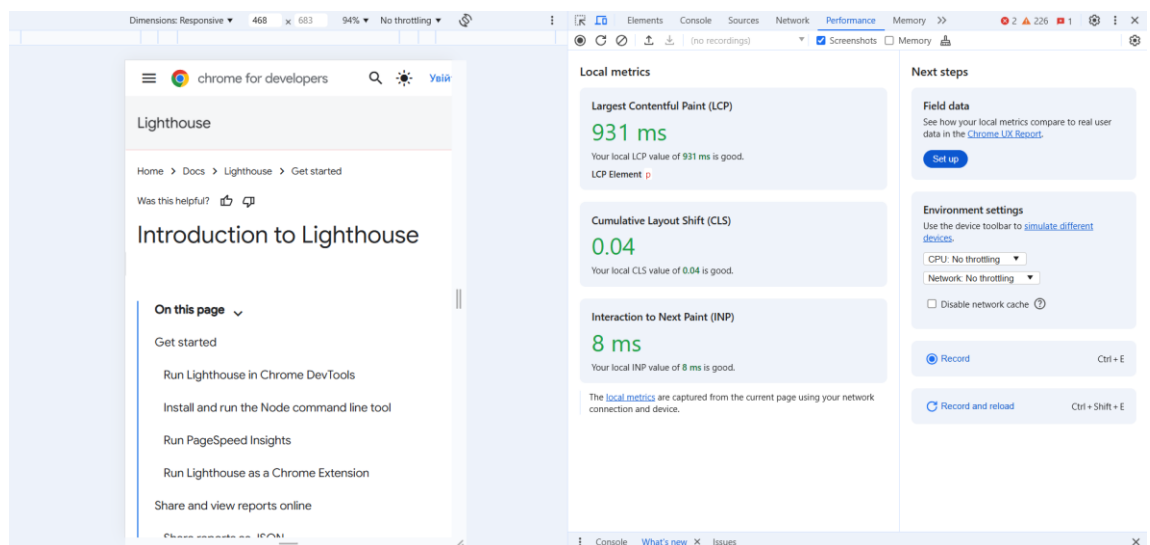 Dimensions: Responsive ▼ 468 x 683 94% ▼ No throttling ▼
Elements Console Sources Network Performance Memory >> 2 226 1
(no recordings) ▼ Screenshots Memory
chrome for developers Увій
Lighthouse
Home > Docs > Lighthouse > Get started
Was this helpful?
Introduction to Lighthouse
On this page
Get started
Run Lighthouse in Chrome DevTools
Install and run the Node command line tool
Run PageSpeed Insights
Run Lighthouse as a Chrome Extension
Share and view reports online
Share reports as JSON
Local metrics
Largest Contentful Paint (LCP)
931 ms
Your local LCP value of 931 ms is good.
LCP Element p
Cumulative Layout Shift (CLS)
0.04
Your local CLS value of 0.04 is good.
Interaction to Next Paint (INP)
8 ms
Your local INP value of 8 ms is good.
The local metrics are captured from the current page using your network
connection and device.
Next steps
Field data
See how your local metrics compare to real user
data in the Chrome UX Report.
Set up
Environment settings
Use the device toolbar to simulate different
devices.
CPU: No throttling ▼
Network: No throttling ▼
Disable network cache
Record Ctrl + E
Record and reload Ctrl + Shift + E
Console What's new X Issues